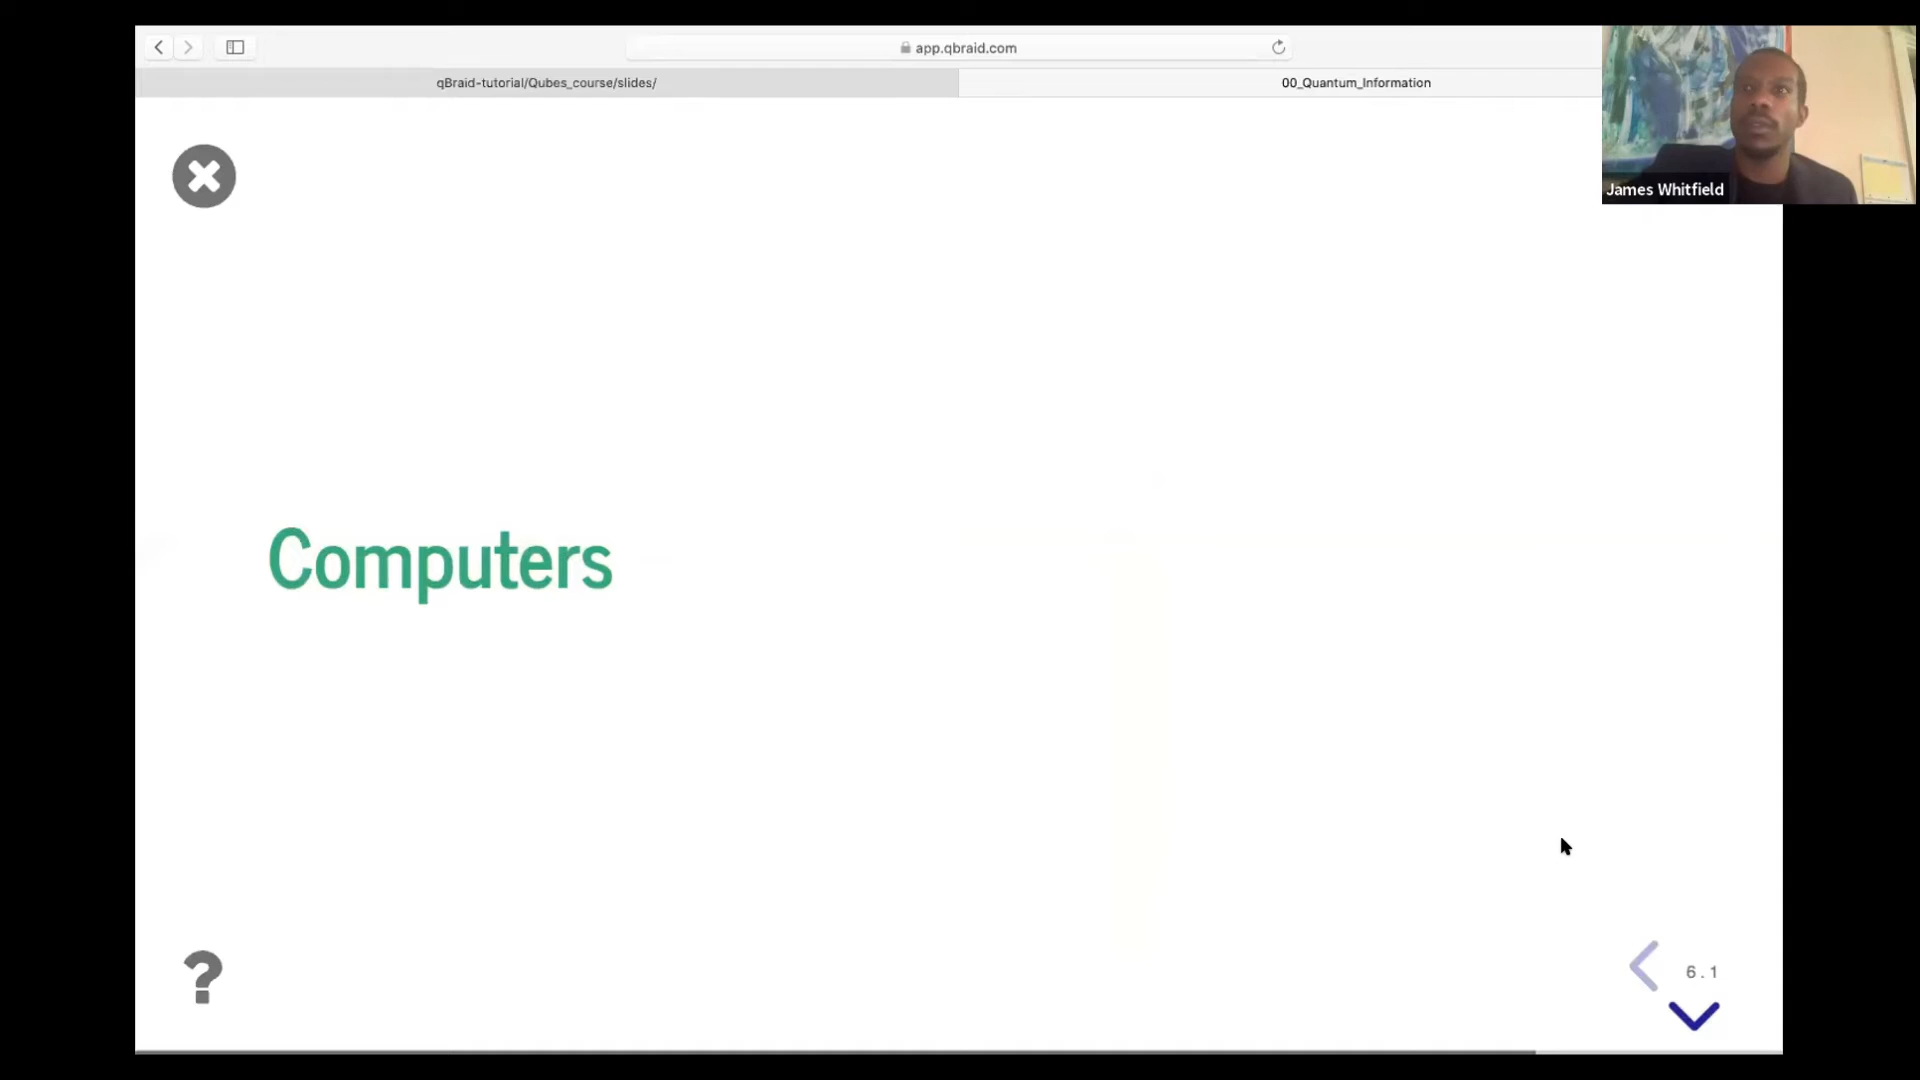 app.qbraid.com
qBraid-tutorial/Qubes_course/slides/
00_Quantum_Information
James Whitfield
Computers
?
6.1